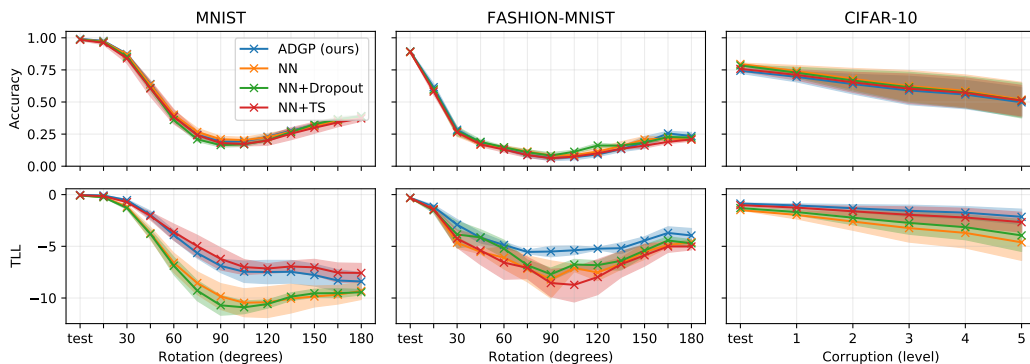 MNIST
FASHION-MNIST
CIFAR-10
Accuracy
1.00
0.75
0.50
0.25
0.00
ADGP (ours)
NN
NN+Dropout
NN+TS
TLL
0
−5
−10
test 30 60 90 120 150 180
Rotation (degrees)
test 30 60 90 120 150 180
Rotation (degrees)
test 1 2 3 4 5
Corruption (level)